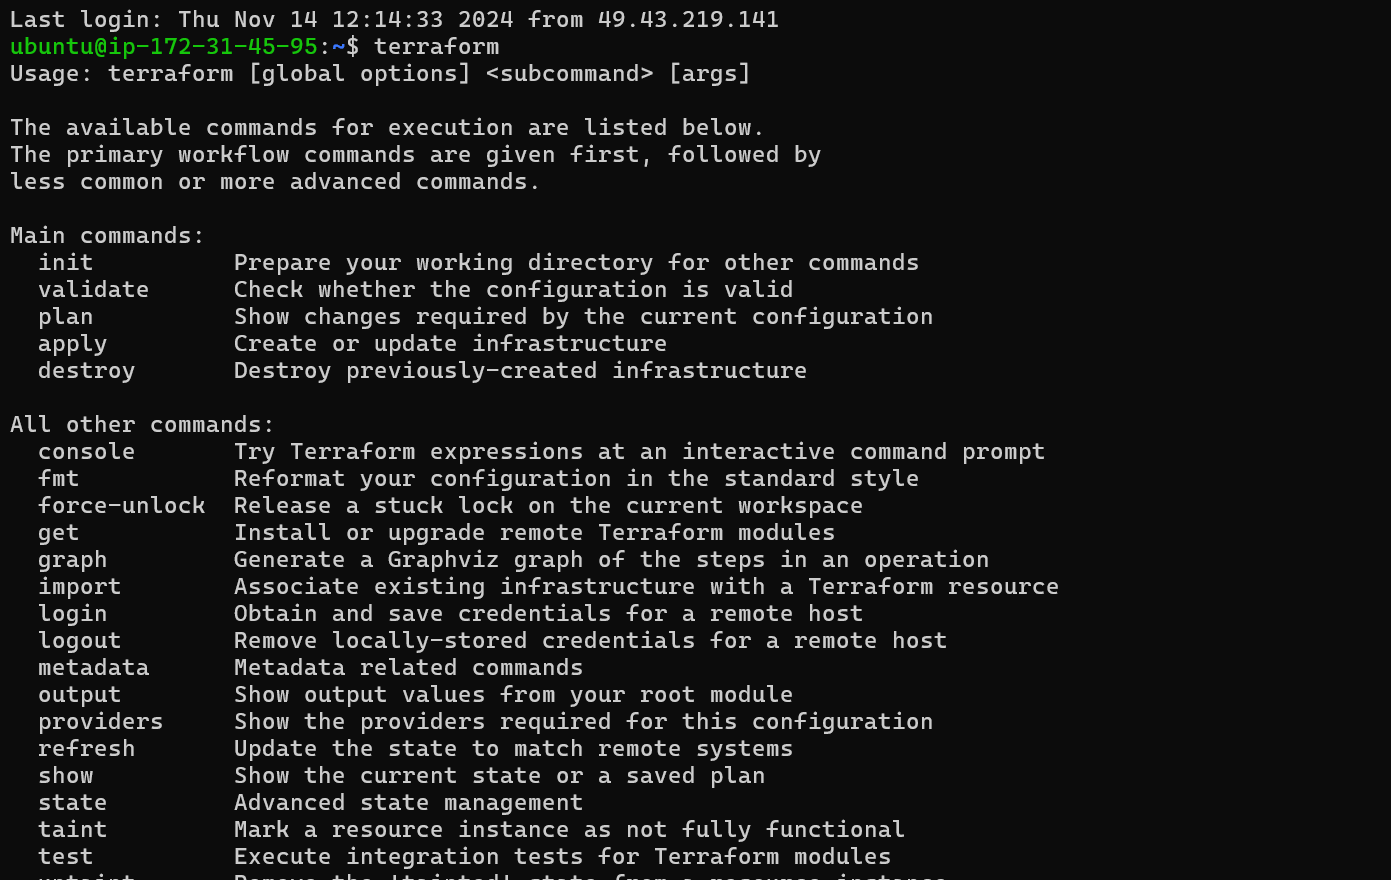 Last login: Thu Nov 14 12:14:33 2024 from 49.43.219.141
ubuntu@ip-172-31-45-95:~$ terraform
Usage: terraform [global options] <subcommand> [args]

The available commands for execution are listed below.
The primary workflow commands are given first, followed by
less common or more advanced commands.

Main commands:
  init          Prepare your working directory for other commands
  validate      Check whether the configuration is valid
  plan          Show changes required by the current configuration
  apply         Create or update infrastructure
  destroy       Destroy previously-created infrastructure

All other commands:
  console       Try Terraform expressions at an interactive command prompt
  fmt           Reformat your configuration in the standard style
  force-unlock  Release a stuck lock on the current workspace
  get           Install or upgrade remote Terraform modules
  graph         Generate a Graphviz graph of the steps in an operation
  import        Associate existing infrastructure with a Terraform resource
  login         Obtain and save credentials for a remote host
  logout        Remove locally-stored credentials for a remote host
  metadata      Metadata related commands
  output        Show output values from your root module
  providers     Show the providers required for this configuration
  refresh       Update the state to match remote systems
  show          Show the current state or a saved plan
  state         Advanced state management
  taint         Mark a resource instance as not fully functional
  test          Execute integration tests for Terraform modules